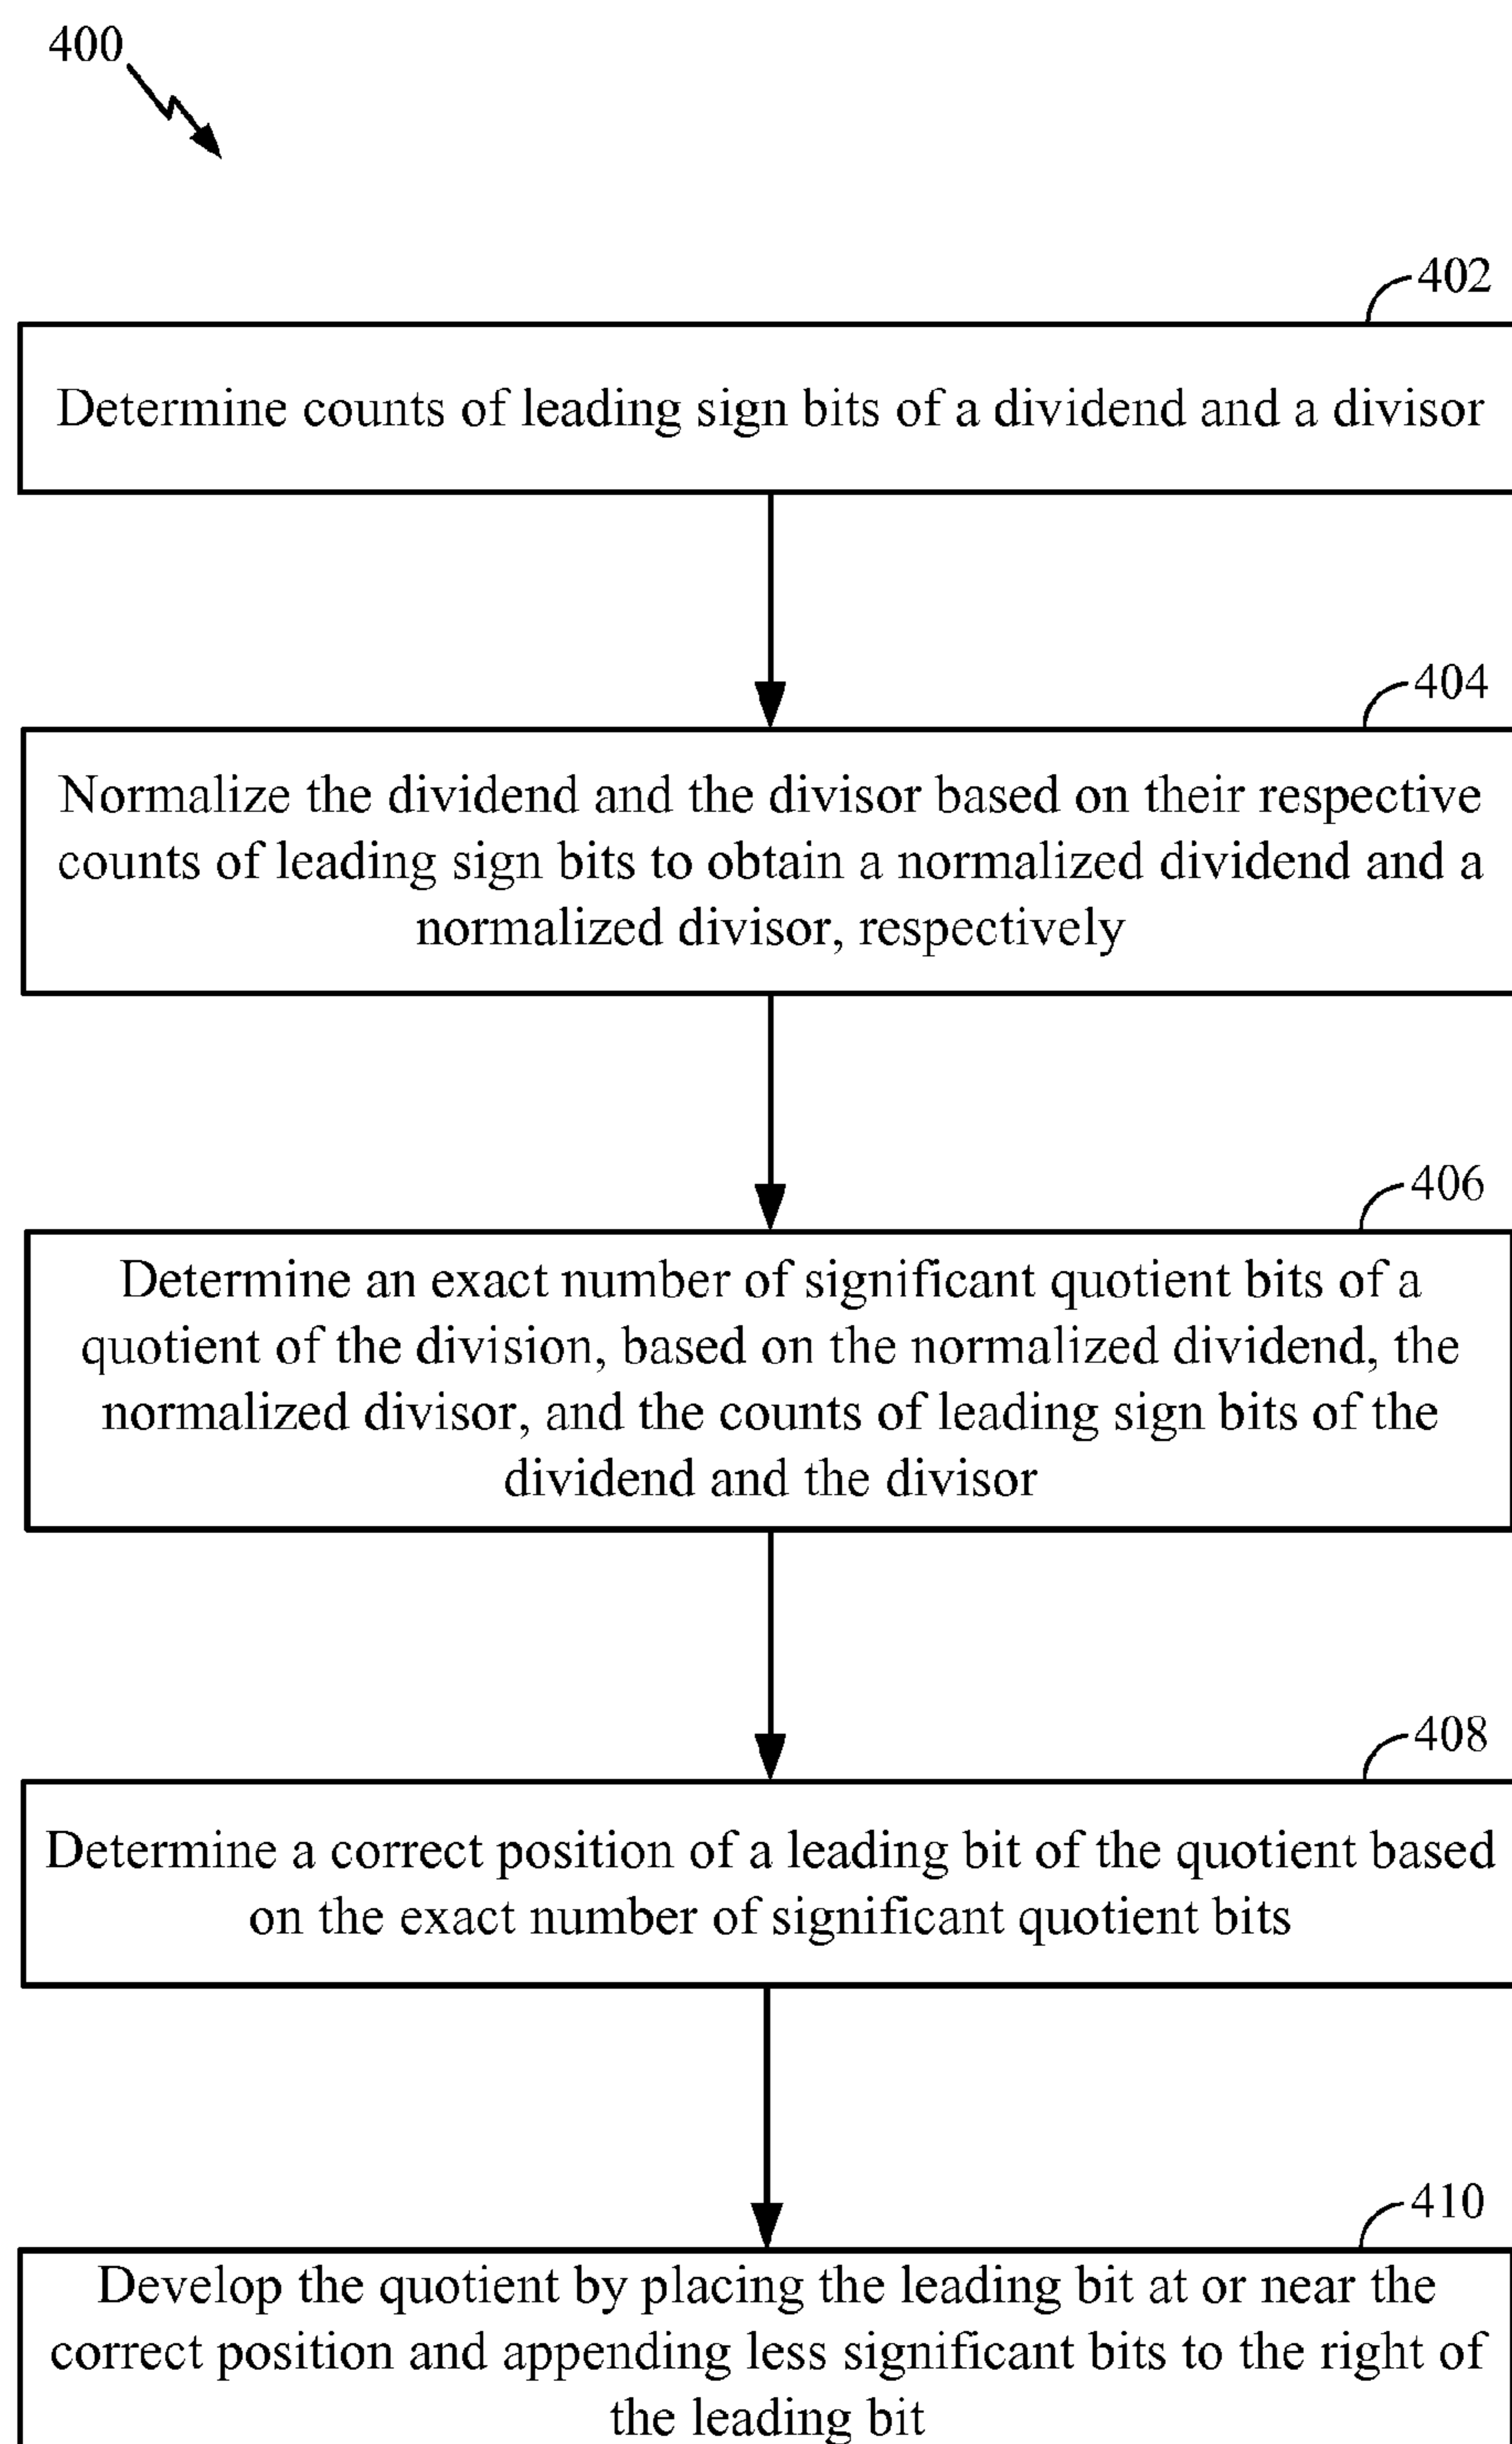 400
402
Determine counts of leading sign bits of a dividend and a divisor
404
Normalize the dividend and the divisor based on their respective
counts of leading sign bits to obtain a normalized dividend and a
normalized divisor, respectively
406
Determine an exact number of significant quotient bits of a
quotient of the division, based on the normalized dividend, the
normalized divisor, and the counts of leading sign bits of the
dividend and the divisor
408
Determine a correct position of a leading bit of the quotient based
on the exact number of significant quotient bits
410
Develop the quotient by placing the leading bit at or near the
correct position and appending less significant bits to the right of
the leading bit